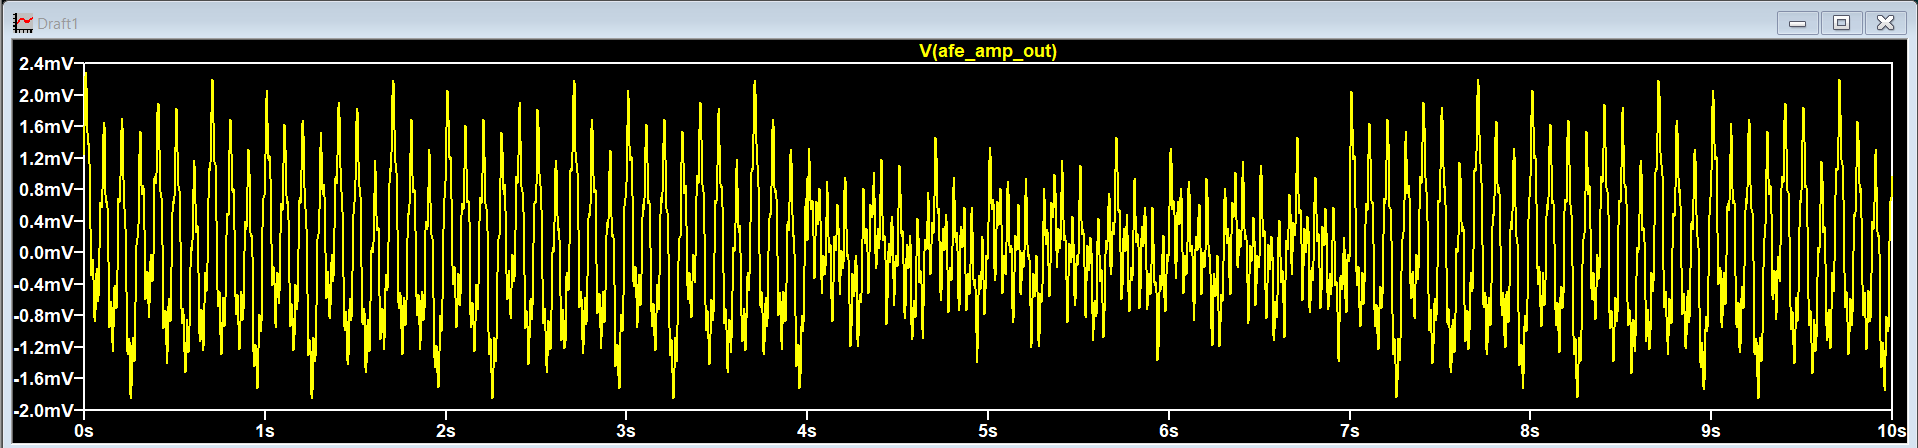 Draft1
V(afe_amp_out)
2.4mV
2.0mV
1.6mV
1.2mV
0.8mV
0.4mV
0.0mV
-0.4mV
-0.8mV
-1.2mV
-1.6mV
-2.0mV
0s 1s 2s 3s 4s 5s 6s 7s 8s 9s 10s